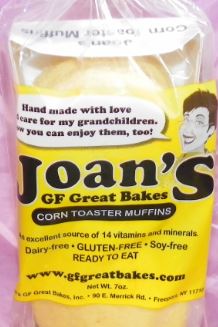 Joan's
Corn Toaster Muffins
Hand made with love
care for my grandchildren.
ow you can enjoy them, too!
Joan's
GF Great Bakes
CORN TOASTER MUFFINS
An excellent source of 14 vitamins and minerals.
Dairy-free • GLUTEN-FREE • Soy-free
READY TO EAT
www.gfgreatbakes.com
Net Wt. 7oz.
GF Great Bakes, Inc. • 90 E. Merrick Rd. • Freeport, NY 11